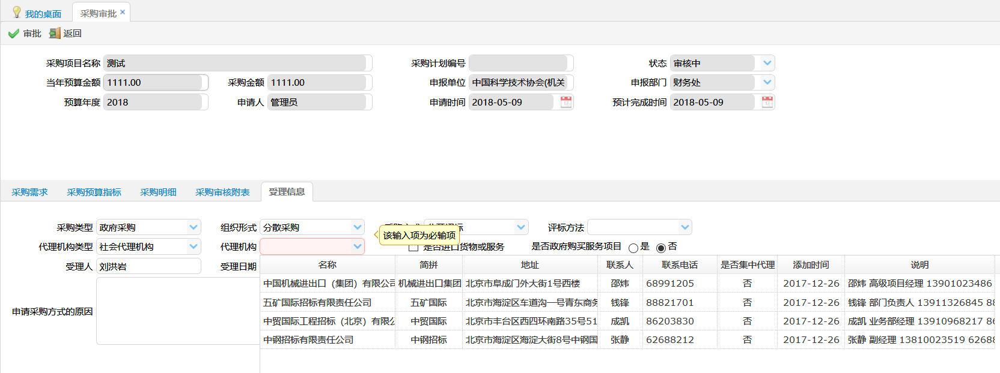 我的桌面 采购审批
审批 返回
采购项目名称 测试 采购计划编号 状态 审核中
当年预算金额 1111.00 采购金额 1111.00 申报单位 中国科学技术协会(机关 申报部门 财务处
预算年度 2018 申请人 管理员 申请时间 2018-05-09 预计完成时间 2018-05-09
采购需求 采购预算指标 采购明细 采购审核附表 受理信息
采购类型 政府采购 组织形式 分散采购 评标方法
该输入项为必输项
代理机构类型 社会代理机构 代理机构 是否进口货物或服务 是否政府购买服务项目 是 否
受理人 刘洪岩 受理日期
名称 简拼 地址 联系人 联系电话 是否集中代理 添加时间 说明
中国机械进出口（集团）有限公司 机械进出口集团 北京市阜成门外大街1号西楼 邵炜 68991205 否 2017-12-26 邵炜 高级项目经理 13901023486
五矿国际招标有限责任公司 五矿国际 北京市海淀区车道沟一号青东商务 钱锋 88821701 否 2017-12-26 钱锋 部门负责人 13911326845 88
中贸国际工程招标（北京）有限公 中贸国际 北京市丰台区西四环南路35号51 成凯 86203830 否 2017-12-26 成凯 业务部经理 13910968217 86
中钢招标有限责任公司 中钢招标 北京市海淀区海淀大街8号中钢国 张静 62688212 否 2017-12-26 张静 副经理 13810023519 62688
申请采购方式的原因